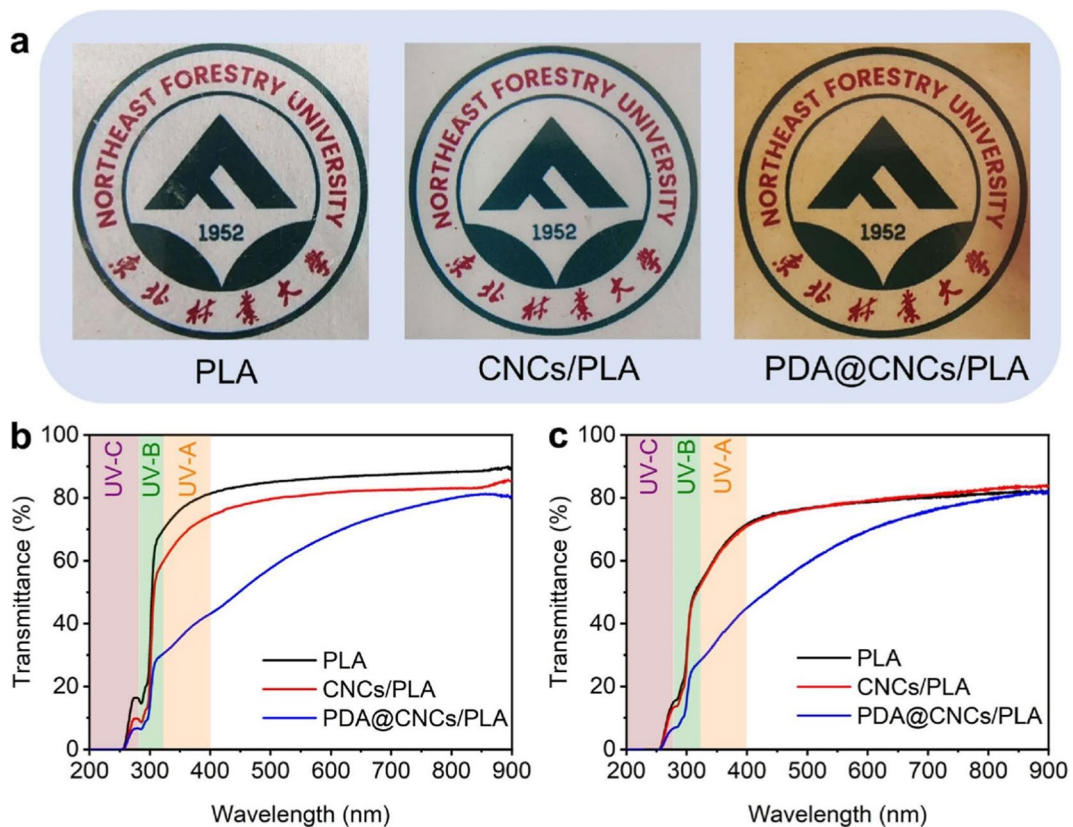 a
NORTHEAST FORESTRY UNIVERSITY
1952
东北林业大学
NORTHEAST FORESTRY UNIVERSITY
1952
东北林业大学
NORTHEAST FORESTRY UNIVERSITY
1952
东北林业大学
PLA
CNCs/PLA
PDA@CNCs/PLA
b
Transmittance (%)
100
80
60
40
20
0
UV-C
UV-B
UV-A
PLA
CNCs/PLA
PDA@CNCs/PLA
200 300 400 500 600 700 800 900
Wavelength (nm)
c
Transmittance (%)
100
80
60
40
20
0
UV-C
UV-B
UV-A
PLA
CNCs/PLA
PDA@CNCs/PLA
200 300 400 500 600 700 800 900
Wavelength (nm)